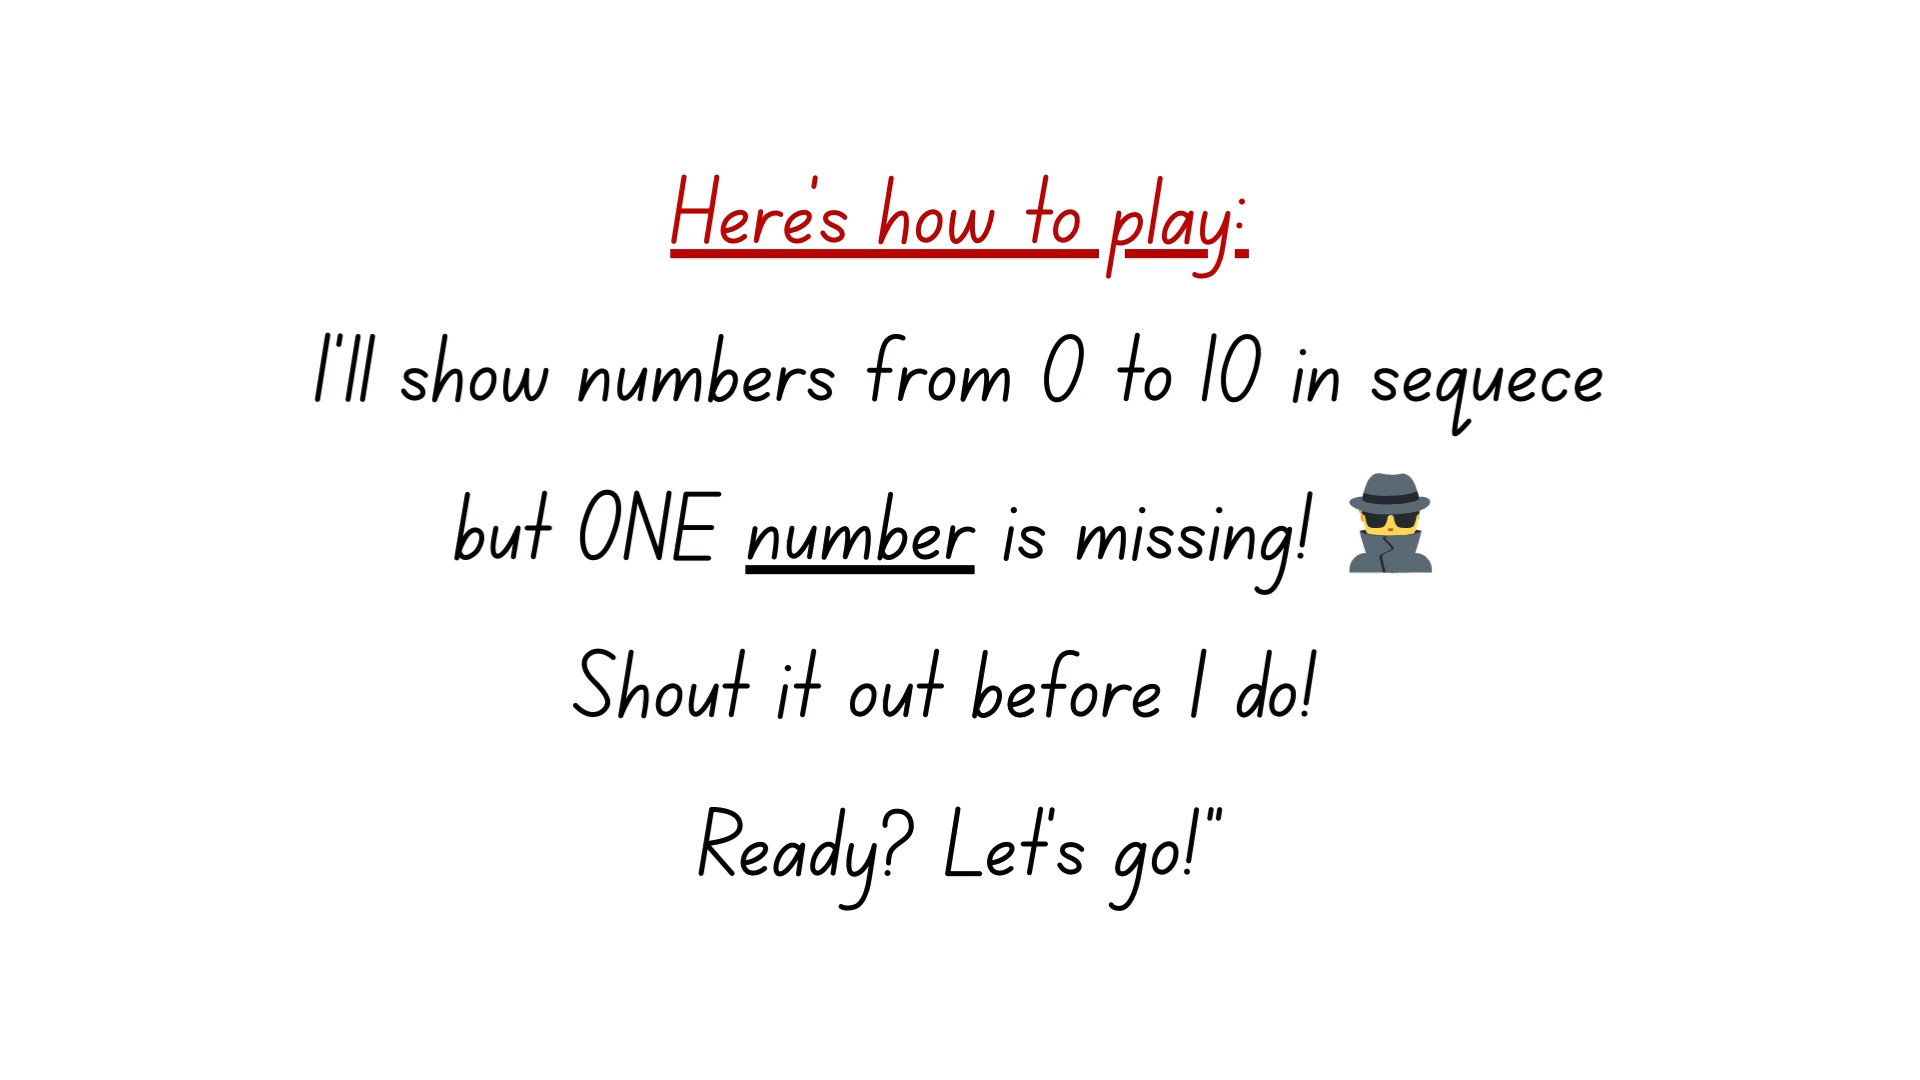 Here's how to play:
I'll show numbers from 0 to 10 in sequece
but ONE number is missing! 🕵️
Shout it out before I do!
Ready? Let's go!"